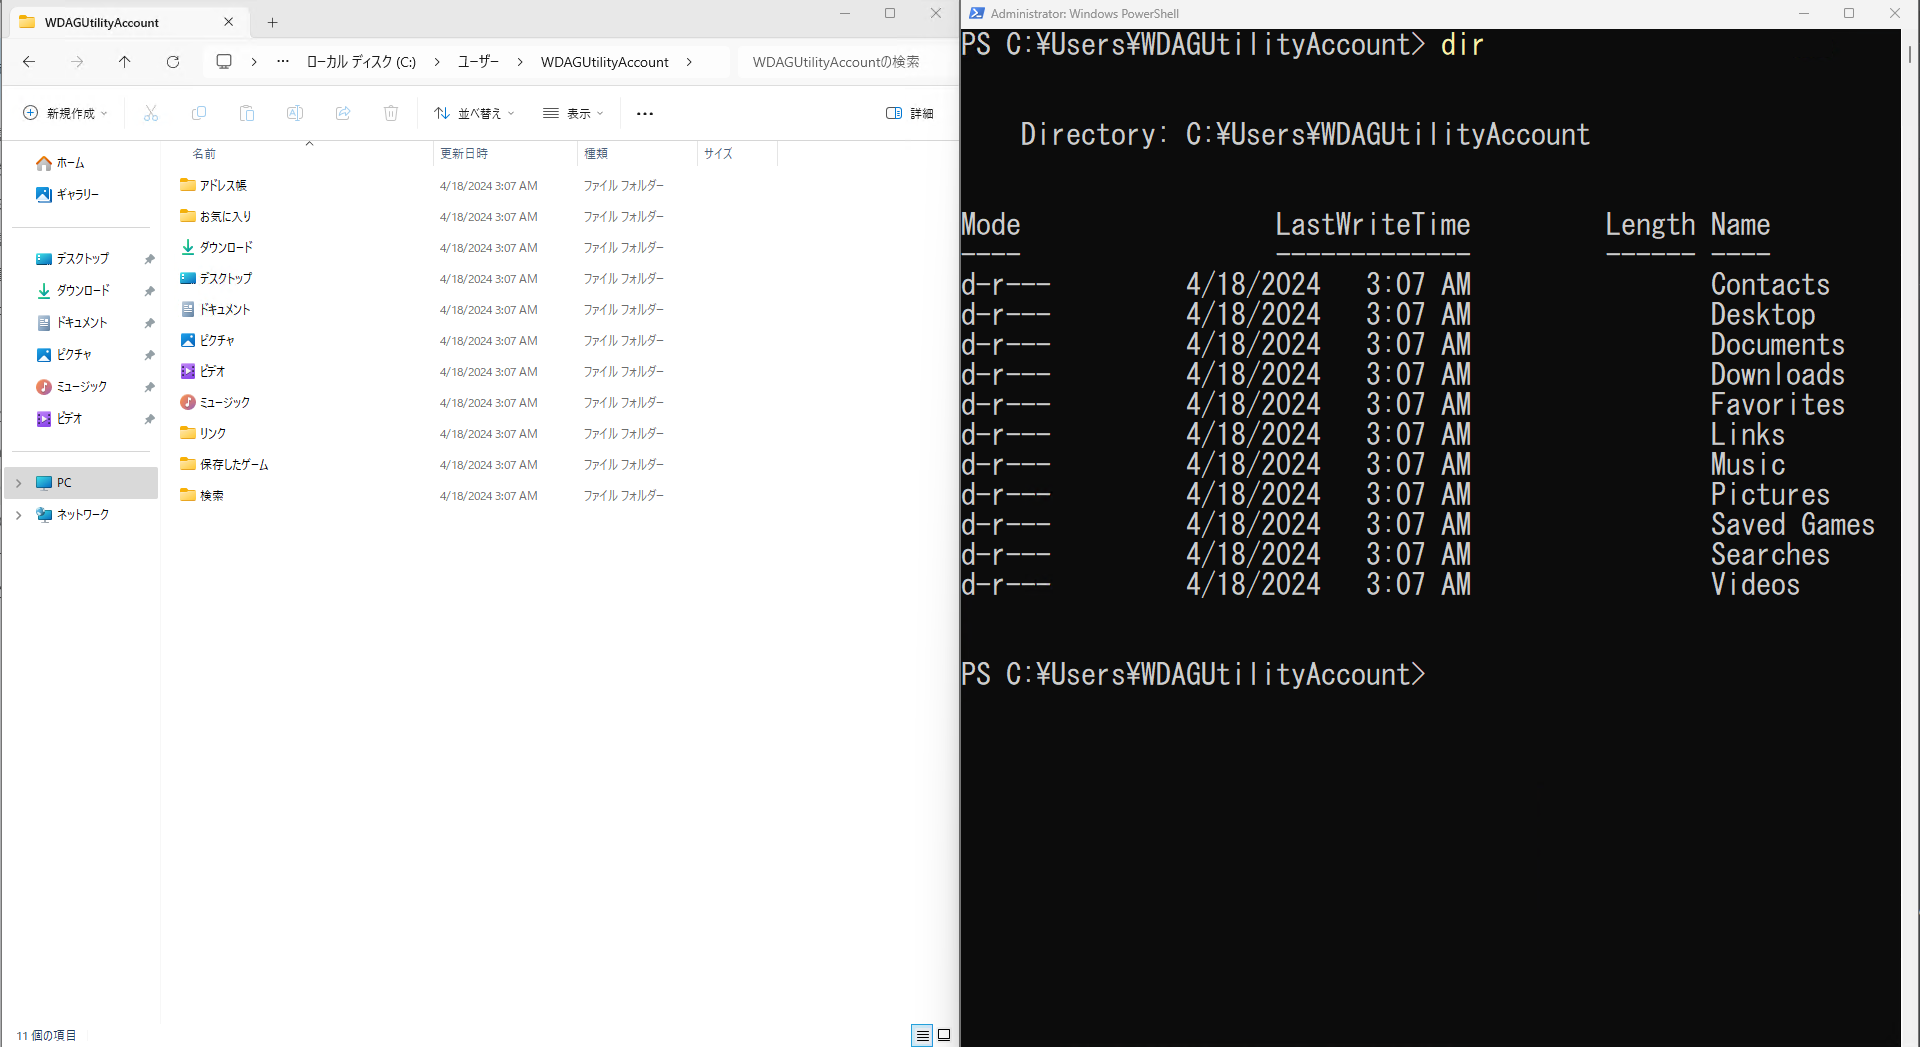 WDAGUtilityAccount
ローカル ディスク (C:) > ユーザー > WDAGUtilityAccount >
WDAGUtilityAccountの検索
新規作成
並べ替え
表示
詳細
ホーム
ギャラリー
デスクトップ
ダウンロード
ドキュメント
ピクチャ
ミュージック
ビデオ
PC
ネットワーク
名前 更新日時 種類 サイズ
アドレス帳 4/18/2024 3:07 AM ファイル フォルダー
お気に入り 4/18/2024 3:07 AM ファイル フォルダー
ダウンロード 4/18/2024 3:07 AM ファイル フォルダー
デスクトップ 4/18/2024 3:07 AM ファイル フォルダー
ドキュメント 4/18/2024 3:07 AM ファイル フォルダー
ピクチャ 4/18/2024 3:07 AM ファイル フォルダー
ビデオ 4/18/2024 3:07 AM ファイル フォルダー
ミュージック 4/18/2024 3:07 AM ファイル フォルダー
リンク 4/18/2024 3:07 AM ファイル フォルダー
保存したゲーム 4/18/2024 3:07 AM ファイル フォルダー
検索 4/18/2024 3:07 AM ファイル フォルダー
11 個の項目
Administrator: Windows PowerShell
PS C:¥Users¥WDAGUtilityAccount> dir
Directory: C:¥Users¥WDAGUtilityAccount
Mode LastWriteTime Length Name
---- ------------- ------ ----
d-r--- 4/18/2024 3:07 AM Contacts
d-r--- 4/18/2024 3:07 AM Desktop
d-r--- 4/18/2024 3:07 AM Documents
d-r--- 4/18/2024 3:07 AM Downloads
d-r--- 4/18/2024 3:07 AM Favorites
d-r--- 4/18/2024 3:07 AM Links
d-r--- 4/18/2024 3:07 AM Music
d-r--- 4/18/2024 3:07 AM Pictures
d-r--- 4/18/2024 3:07 AM Saved Games
d-r--- 4/18/2024 3:07 AM Searches
d-r--- 4/18/2024 3:07 AM Videos
PS C:¥Users¥WDAGUtilityAccount>